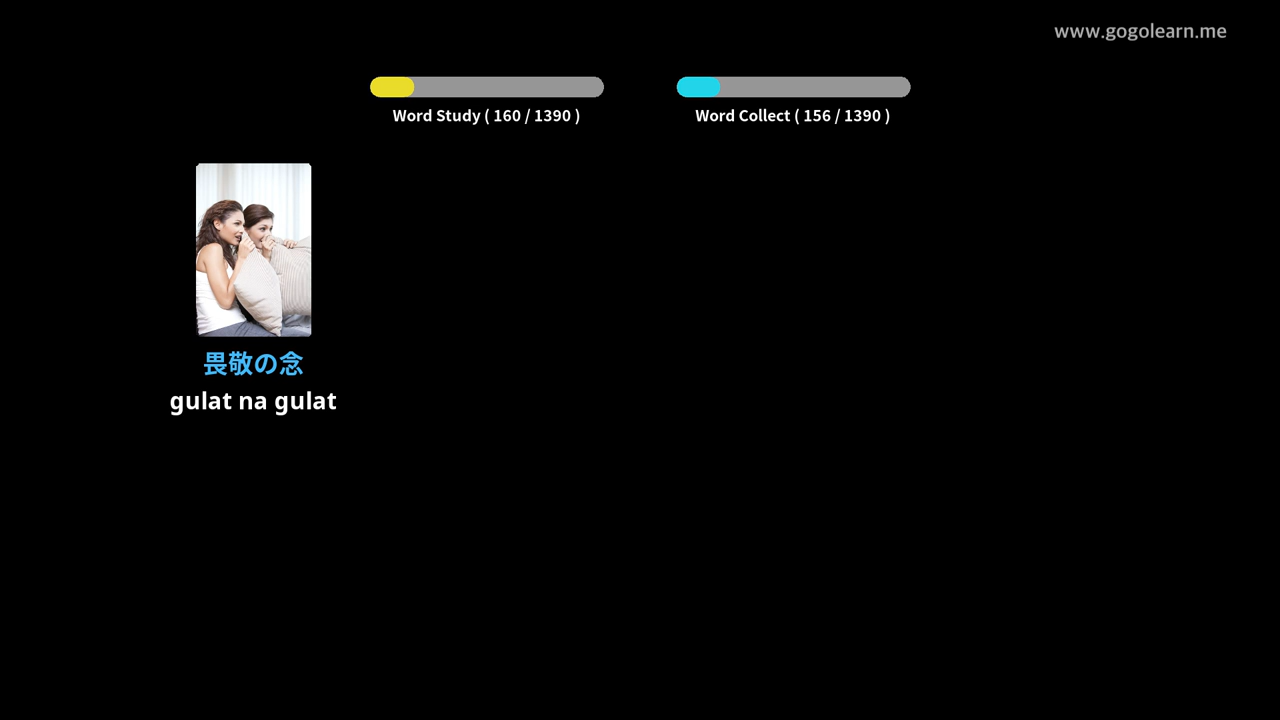 www.gogolearn.me
Word Study ( 160 / 1390 )
Word Collect ( 156 / 1390 )
畏敬の念
gulat na gulat